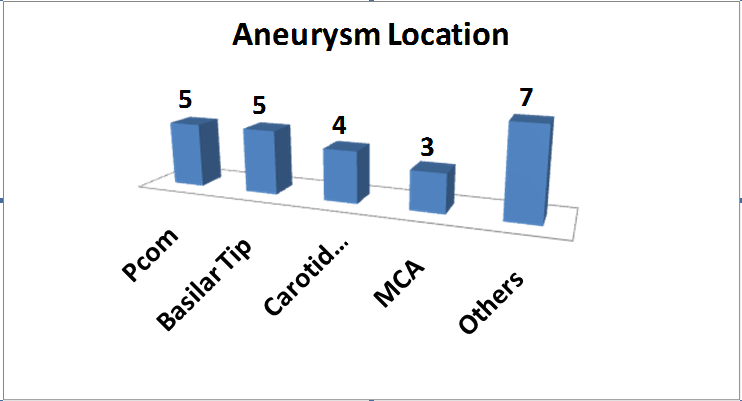 Aneurysm Location
5
5
4
3
7
Pcom
Basilar Tip
Carotid...
MCA
Others